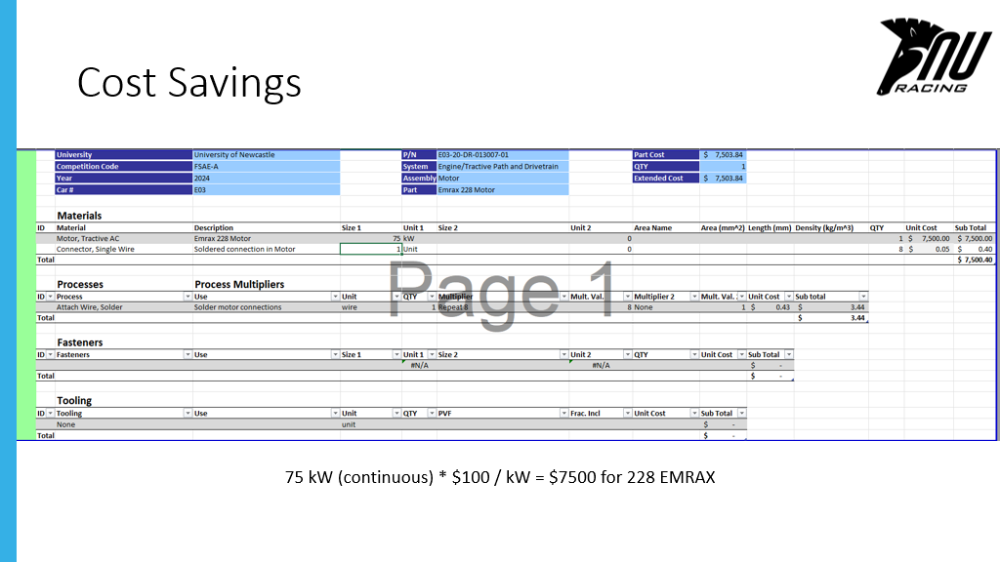 Cost Savings
NU
RACING
University University of Newcastle P/N E03-20-DR-013007-01 Part Cost $ 7,503.84
Competition Code FSAE-A System Engine/Tractive Path and Drivetrain QTY 1
Year 2024 Assembly Motor Extended Cost $ 7,503.84
Car # E03 Part Emrax 228 Motor
Materials
ID Material Description Size 1 Unit 1 Size 2 Unit 2 Area Name Area (mm^2) Length (mm) Density (kg/m^3) QTY Unit Cost Sub Total
Motor, Tractive AC Emrax 228 Motor 75 kW 0 1 $ 7,500.00 $ 7,500.00
Connector, Single Wire Soldered connection in Motor 1 Unit 0 8 $ 0.05 $ 0.40
Total $ 7,500.40
Page 1
Processes Process Multipliers
ID Process Use Unit QTY Multiplier Mult. Val. Multiplier 2 Mult. Val. : Unit Cost Sub total
Attach Wire, Solder Solder motor connections wire 1 Repeat 8 8 None 1 $ 0.43 $ 3.44
Total $ 3.44
Fasteners
ID Fasteners Use Size 1 Unit 1 Size 2 Unit 2 QTY Unit Cost Sub Total
#N/A #N/A $ -
Total $ -
Tooling
ID Tooling Use Unit QTY PVF Frac. Incl Unit Cost Sub Total
None unit $ -
Total $ -
75 kW (continuous) * $100 / kW = $7500 for 228 EMRAX